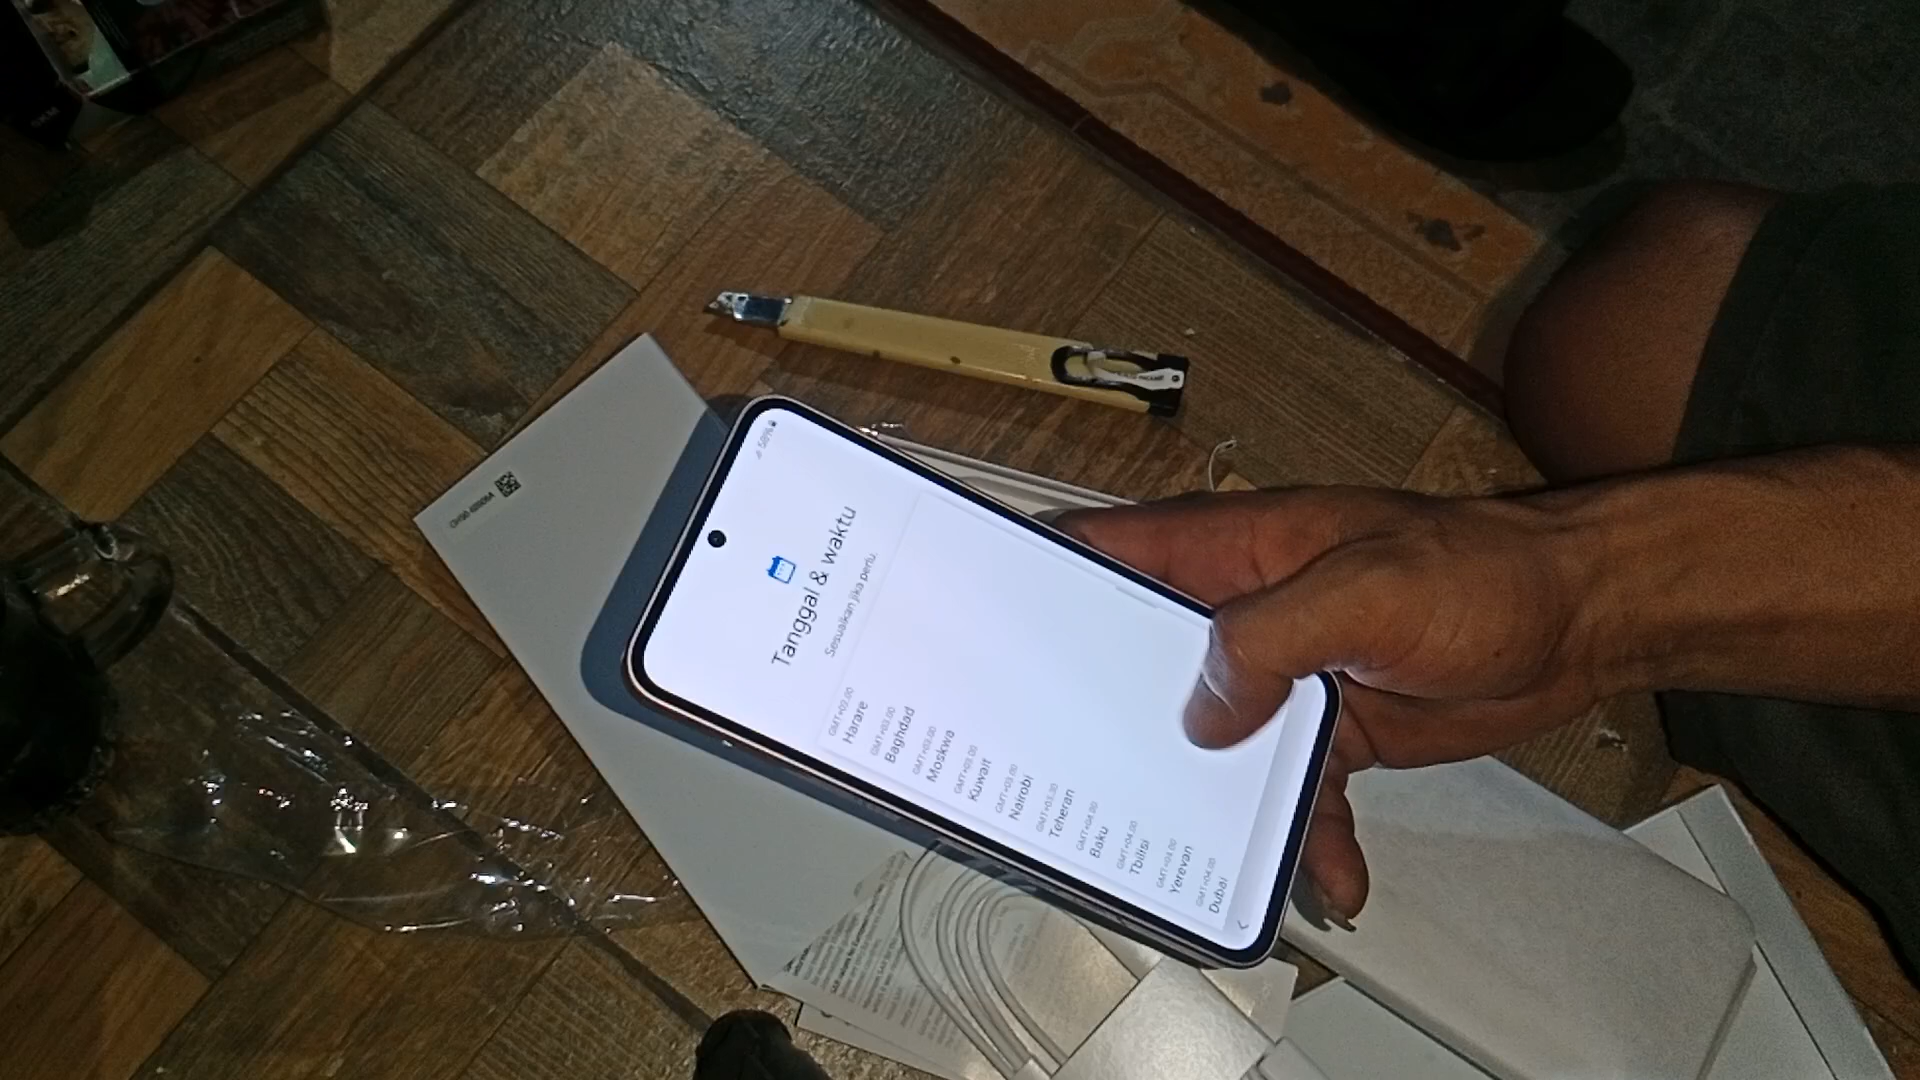 58%
Tanggal & waktu
Sesuaikan jika perlu.
GMT+02.00
Harare
GMT+03.00
Baghdad
GMT+03.00
Moskwa
GMT+03.00
Kuwait
GMT+03.00
Nairobi
GMT+03.30
Teheran
GMT+04.00
Baku
GMT+04.00
Tbilisi
GMT+04.00
Yerevan
GMT+04.00
Dubai